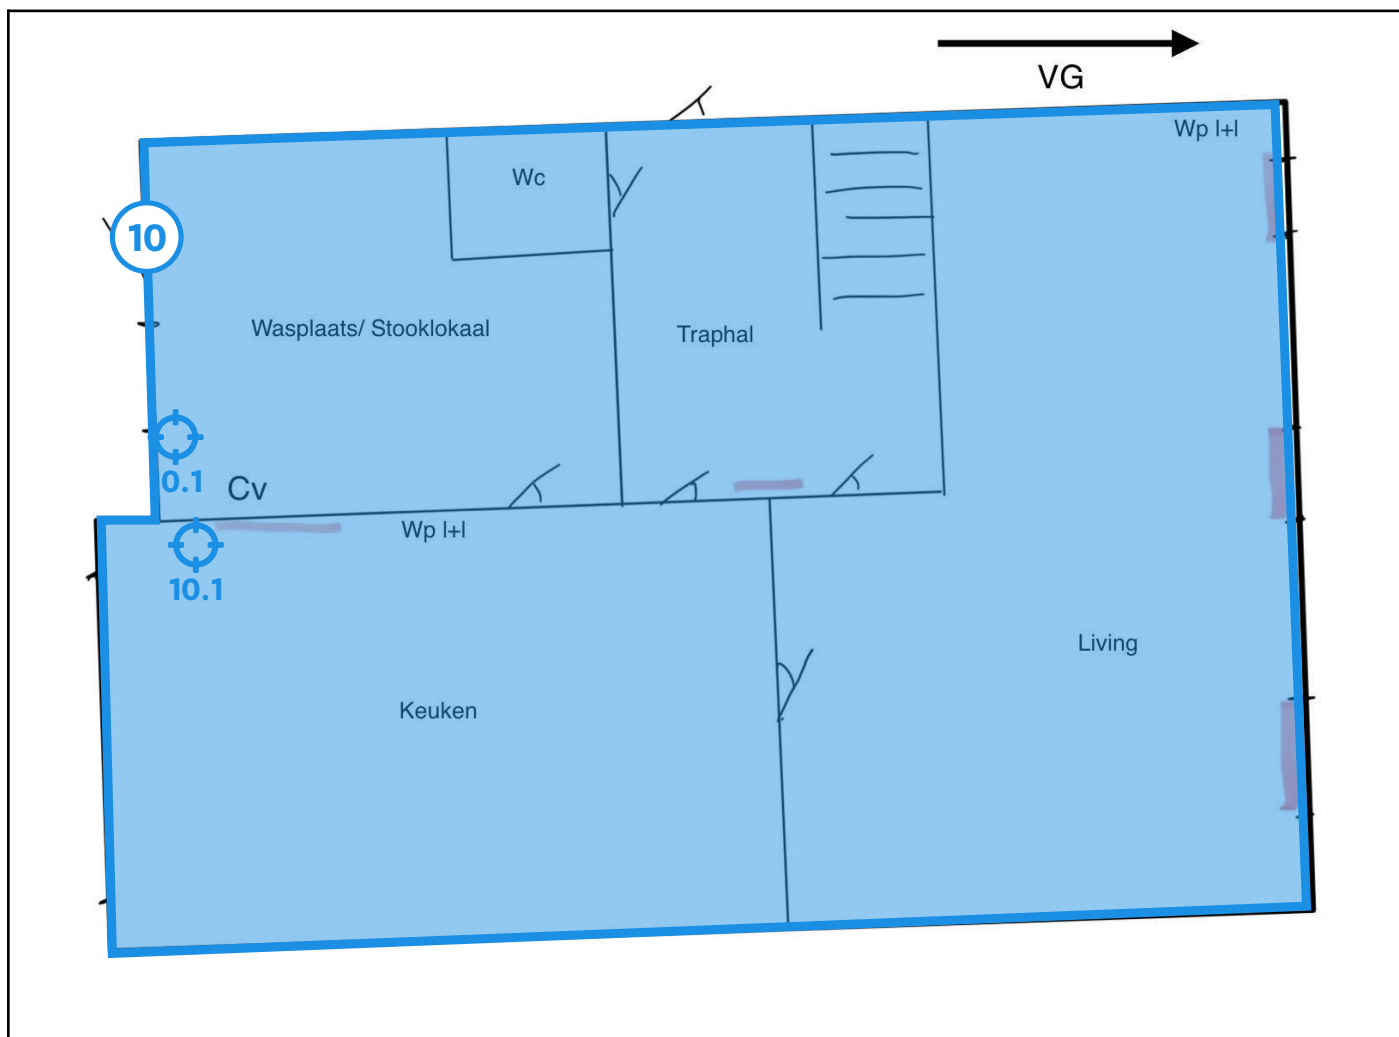 VG
Wp l+l
Wc
10
Wasplaats/ Stooklokaal
Traphal
0.1
Cv
Wp l+l
10.1
Living
Keuken